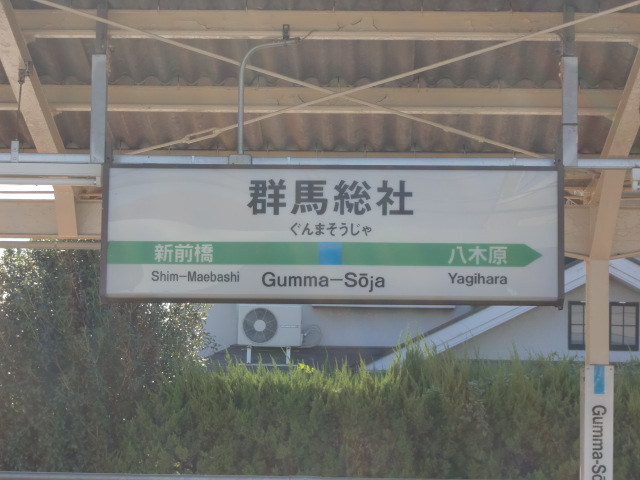 群馬総社
ぐんまそうじゃ
新前橋 八木原
Shim-Maebashi Gumma-Sōja Yagihara
Gumma-Sō